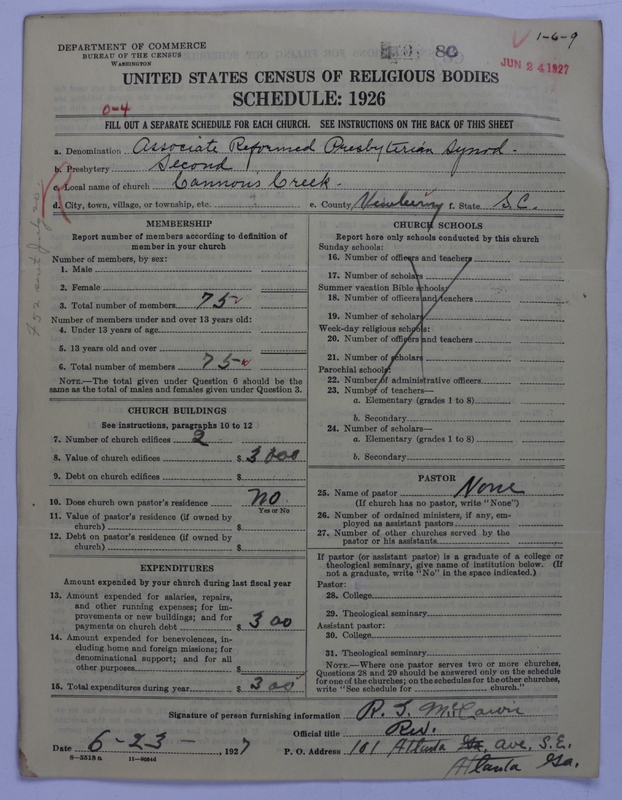 1-6-9
80
JUN 24 1927
DEPARTMENT OF COMMERCE
BUREAU OF THE CENSUS
WASHINGTON
UNITED STATES CENSUS OF RELIGIOUS BODIES
SCHEDULE: 1926
0-4
FILL OUT A SEPARATE SCHEDULE FOR EACH CHURCH. SEE INSTRUCTIONS ON THE BACK OF THIS SHEET
a. Denomination Associate Reformed Presbyterian Synod.
b. Presbytery Second
c. Local name of church Cannon's Creek.
d. City, town, village, or township, etc. e. County Newberry f. State S.C.
MEMBERSHIP
Report number of members according to definition of member in your church
Number of members, by sex:
1. Male
2. Female
3. Total number of members 75
Number of members under and over 13 years old:
4. Under 13 years of age
5. 13 years old and over
6. Total number of members 75
NOTE.—The total given under Question 6 should be the same as the total of males and females given under Question 3.
CHURCH BUILDINGS
See instructions, paragraphs 10 to 12
7. Number of church edifices 2
8. Value of church edifices $ 3000
9. Debt on church edifices $
10. Does church own pastor's residence No.
Yes or No
11. Value of pastor's residence (if owned by church) $
12. Debt on pastor's residence (if owned by church) $
EXPENDITURES
Amount expended by your church during last fiscal year
13. Amount expended for salaries, repairs, and other running expenses; for improvements or new buildings; and for payments on church debt $ 300
14. Amount expended for benevolences, including home and foreign missions; for denominational support; and for all other purposes $
15. Total expenditures during year $ 300
CHURCH SCHOOLS
Report here only schools conducted by this church
Sunday schools:
16. Number of officers and teachers
17. Number of scholars
Summer vacation Bible schools:
18. Number of officers and teachers
19. Number of scholars
Week-day religious schools:
20. Number of officers and teachers
21. Number of scholars
Parochial schools:
22. Number of administrative officers
23. Number of teachers—
a. Elementary (grades 1 to 8)
b. Secondary
24. Number of scholars—
a. Elementary (grades 1 to 8)
b. Secondary
PASTOR
25. Name of pastor None
(If church has no pastor, write "None")
26. Number of ordained ministers, if any, employed as assistant pastors
27. Number of other churches served by the pastor or his assistants
If pastor (or assistant pastor) is a graduate of a college or theological seminary, give name of institution below. (If not a graduate, write "No" in the space indicated.)
Pastor:
28. College
29. Theological seminary
Assistant pastor:
30. College
31. Theological seminary
NOTE.—Where one pastor serves two or more churches, Questions 28 and 29 should be answered only on the schedule for one of the churches; on the schedules for the other churches, write "See schedule for church."
Signature of person furnishing information R. J. McCown
Official title Rev.
Date 6-23-, 1927 P. O. Address 101 Atlanta Ave, S.E.
8-3518a 11-9054d Atlanta Ga.